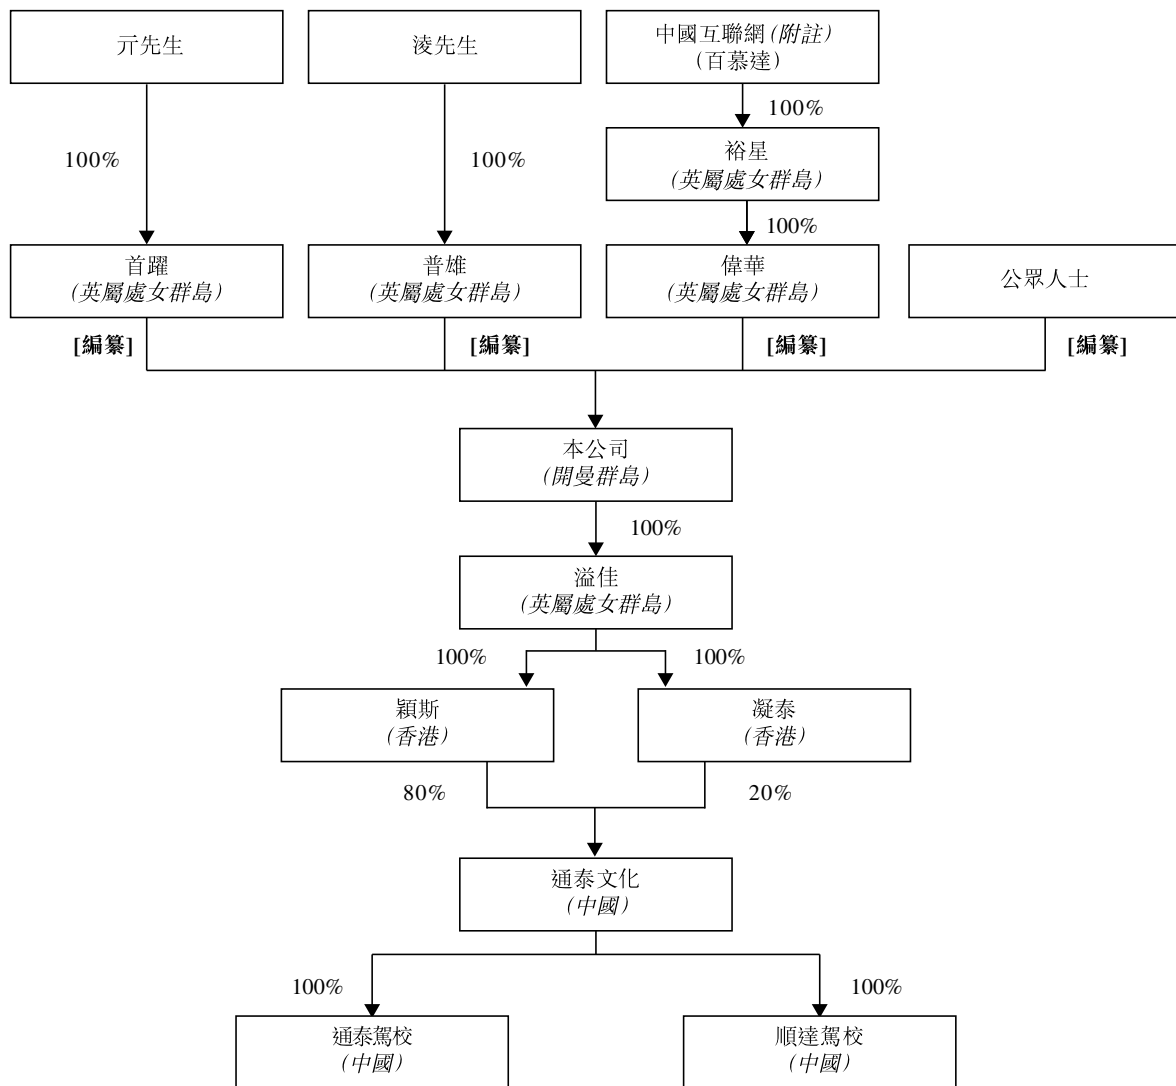 亓先生
淩先生
中國互聯網(附註)
(百慕達)
100%
100%
100%
裕星
(英屬處女群島)
100%
首躍
(英屬處女群島)
普雄
(英屬處女群島)
偉華
(英屬處女群島)
公眾人士
[編纂]
[編纂]
[編纂]
[編纂]
本公司
(開曼群島)
100%
溢佳
(英屬處女群島)
100%
100%
穎斯
(香港)
凝泰
(香港)
80%
20%
通泰文化
(中國)
100%
100%
通泰駕校
(中國)
順達駕校
(中國)